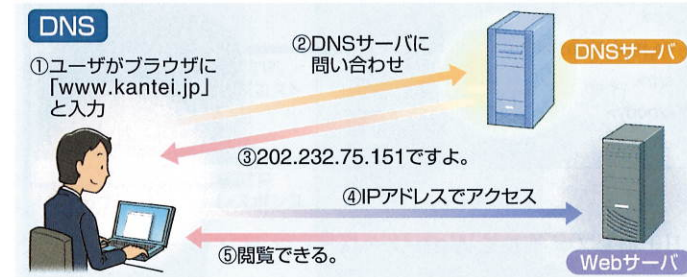 DNS
①ユーザがブラウザに
「www.kantei.jp」
と入力
②DNSサーバに
問い合わせ
DNSサーバ
③202.232.75.151ですよ。
④IPアドレスでアクセス
⑤閲覧できる。
Webサーバ